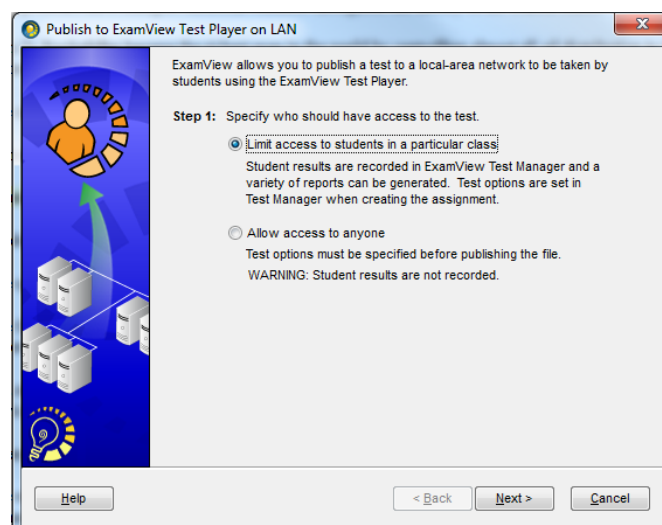 Publish to ExamView Test Player on LAN
ExamView allows you to publish a test to a local-area network to be taken by
students using the ExamView Test Player.
Step 1: Specify who should have access to the test.
Limit access to students in a particular class
Student results are recorded in ExamView Test Manager and a
variety of reports can be generated. Test options are set in
Test Manager when creating the assignment.
Allow access to anyone
Test options must be specified before publishing the file.
WARNING: Student results are not recorded.
Help
< Back
Next >
Cancel